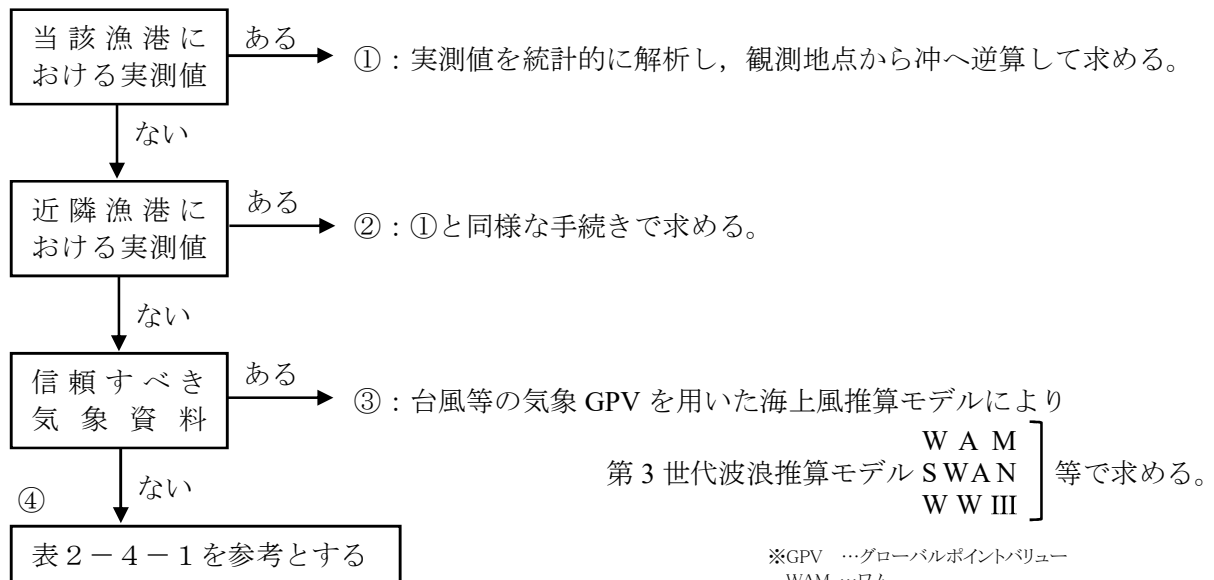 当該漁港に
おける実測値
ある
①：実測値を統計的に解析し，観測地点から沖へ逆算して求める。
ない
近隣漁港に
おける実測値
ある
②：①と同様な手続きで求める。
ない
信頼すべき
気象資料
ある
③：台風等の気象 GPV を用いた海上風推算モデルにより
WAM
第 3 世代波浪推算モデル SWAN 等で求める。
WWIII
ない
④
表２－４－１を参考とする
※GPV …グローバルポイントバリュー
WAM …ワム